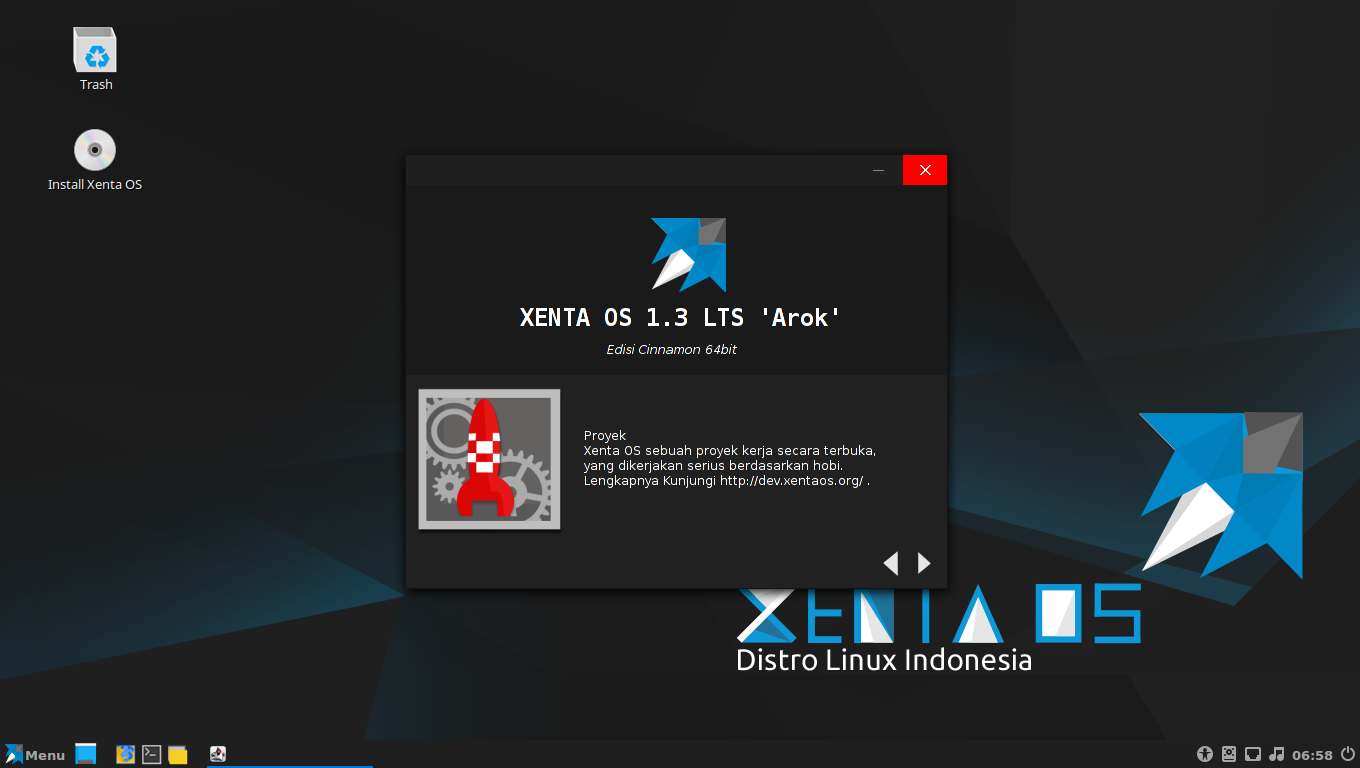 Trash
Install Xenta OS
XENTA OS 1.3 LTS 'Arok'
Edisi Cinnamon 64bit
Proyek
Xenta OS sebuah proyek kerja secara terbuka,
yang dikerjakan serius berdasarkan hobi.
Lengkapnya Kunjungi http://dev.xentaos.org/ .
XENTA OS
Distro Linux Indonesia
Menu
06:58